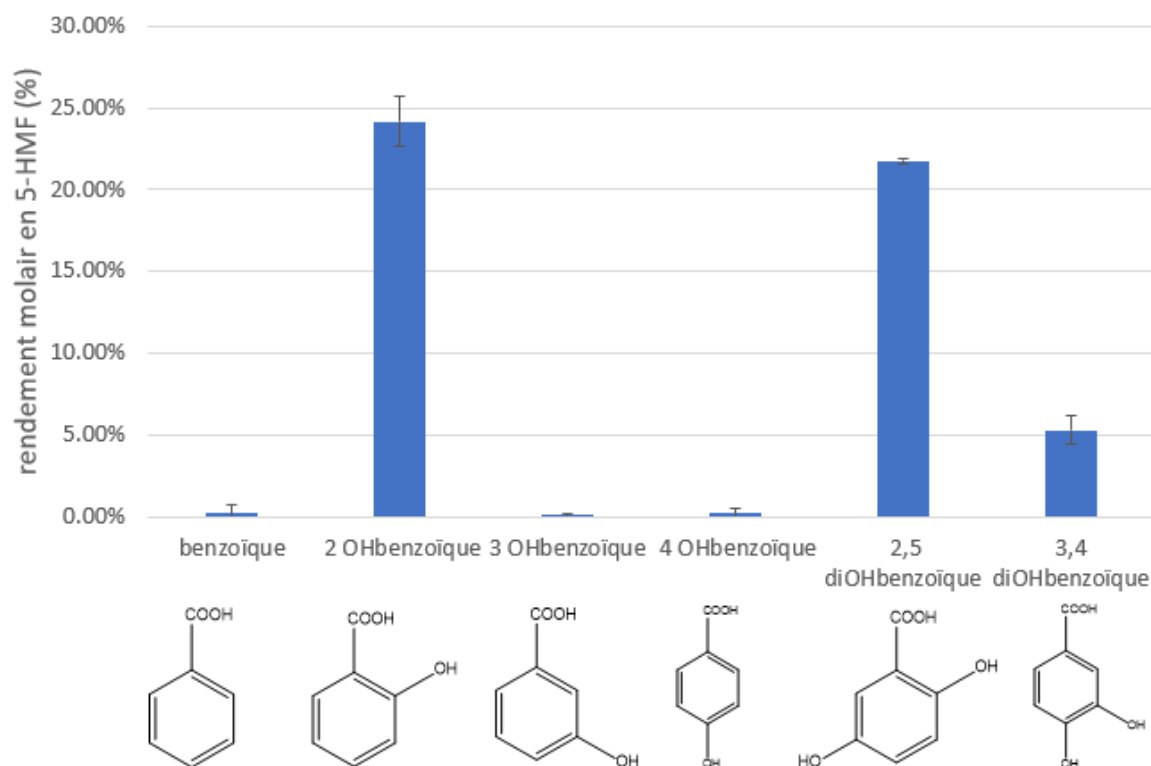 rendement molair en 5-HMF (%)
30.00%
25.00%
20.00%
15.00%
10.00%
5.00%
0.00%
benzoïque
2 OHbenzoïque
3 OHbenzoïque
4 OHbenzoïque
2,5
diOHbenzoïque
3,4
diOHbenzoïque
COOH
COOH
OH
COOH
OH
COOH
OH
COOH
OH
HO
COOH
OH
OH